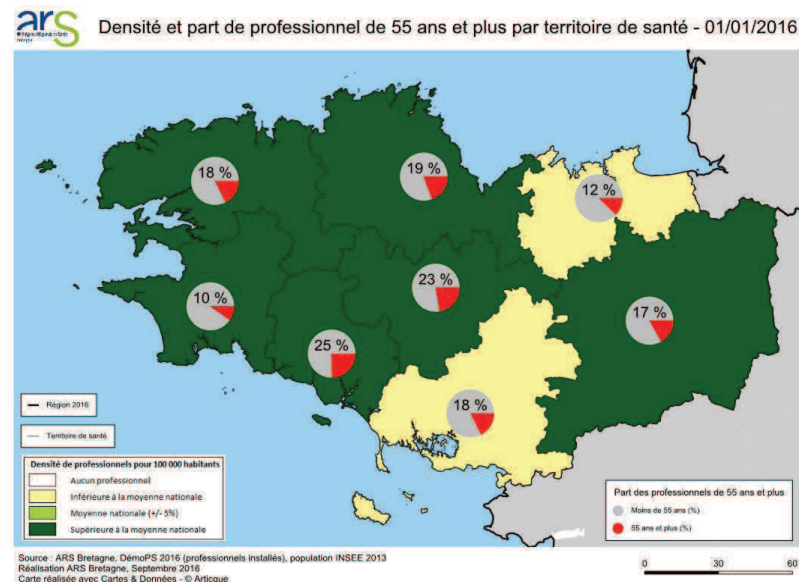 ars
Densité et part de professionnel de 55 ans et plus par territoire de santé - 01/01/2016
18 %
19 %
12 %
10 %
23 %
17 %
25 %
18 %
Région 2016
Territoire de santé
Densité de professionnels pour 100 000 habitants
Aucun professionnel
Inférieure à la moyenne nationale
Moyenne nationale (+/- 5%)
Supérieure à la moyenne nationale
Part des professionnels de 55 ans et plus
Moins de 55 ans (%)
55 ans et plus (%)
Source : ARS Bretagne, DémoPS 2016 (professionnels installés), population INSEE 2013
Réalisation ARS Bretagne, Septembre 2016
Carte réalisée avec Cartes & Données - © Articque
0 30 60